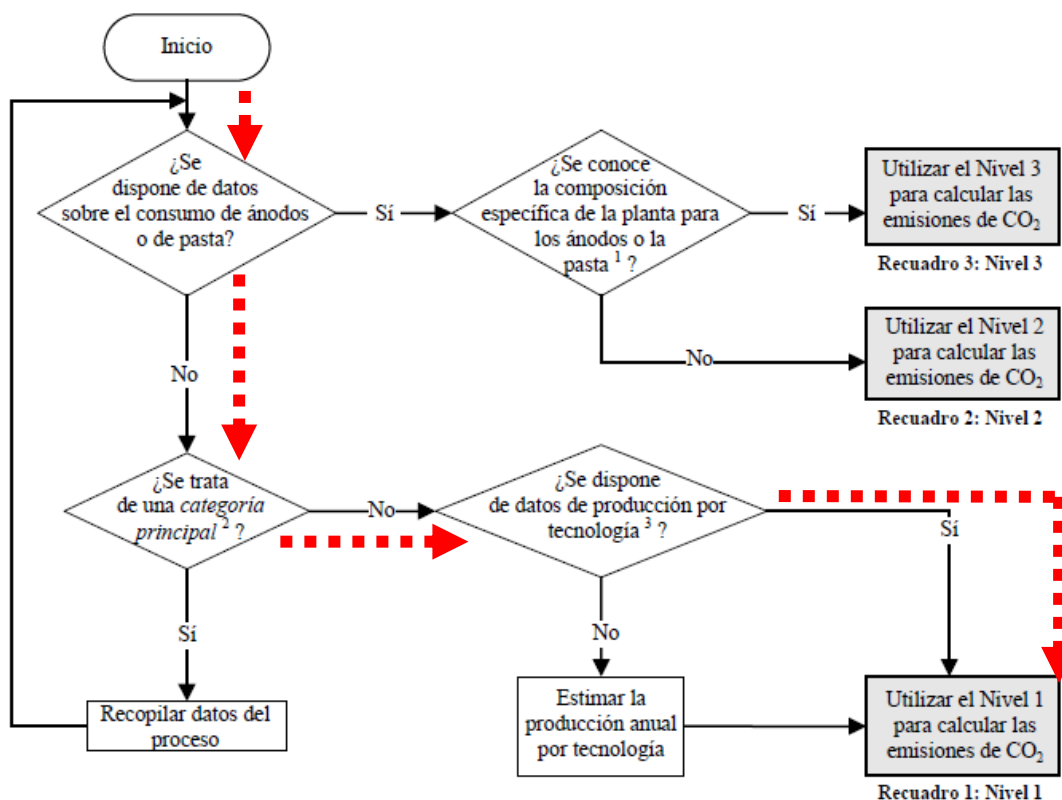 Inicio
¿Se
dispone de datos
sobre el consumo de ánodos
o de pasta?
Sí
¿Se conoce
la composición
específica de la planta para
los ánodos o la
pasta 1 ?
Sí
Utilizar el Nivel 3
para calcular las
emisiones de CO2
Recuadro 3: Nivel 3
No
Utilizar el Nivel 2
para calcular las
emisiones de CO2
Recuadro 2: Nivel 2
No
¿Se trata
de una categoría
principal 2 ?
No
¿Se dispone
de datos de producción por
tecnología 3 ?
Sí
Sí
No
Recopilar datos del
proceso
Estimar la
producción anual
por tecnología
Utilizar el Nivel 1
para calcular las
emisiones de CO2
Recuadro 1: Nivel 1